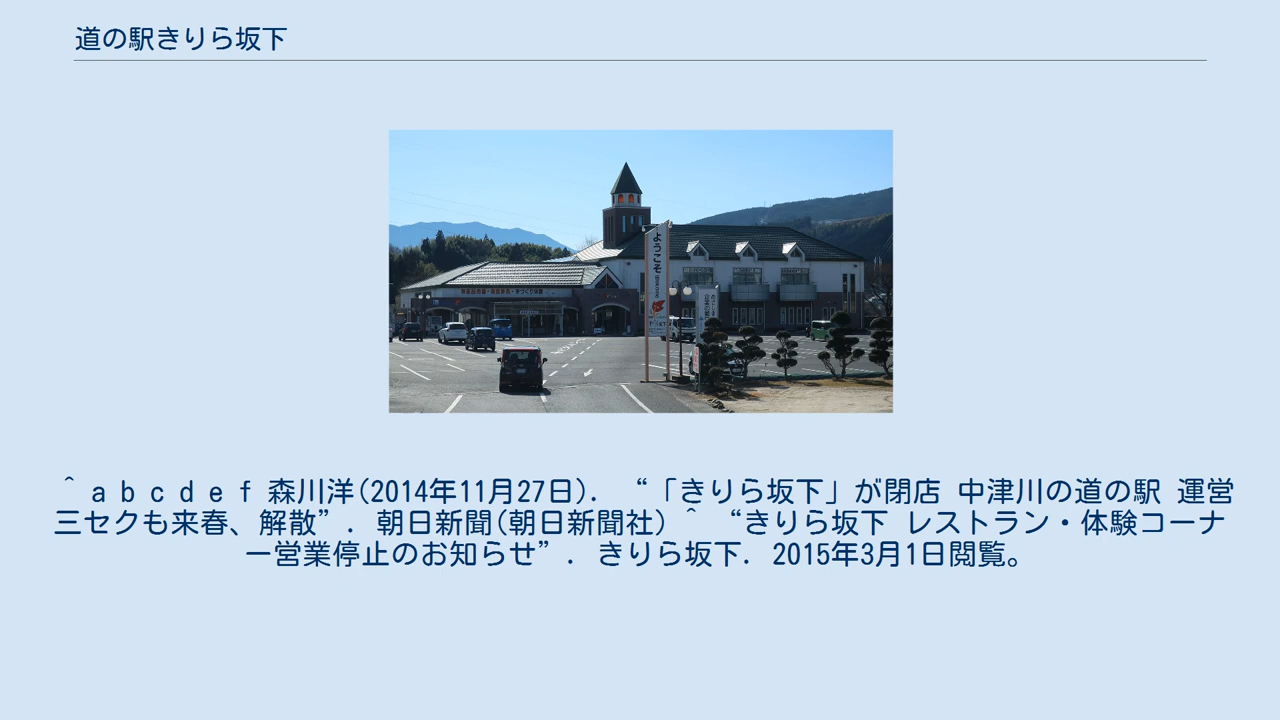 道の駅きりら坂下
ようこそ
^ a b c d e f 森川洋(2014年11月27日). “「きりら坂下」が閉店 中津川の道の駅 運営
三セクも来春、解散”. 朝日新聞(朝日新聞社) ^ “きりら坂下 レストラン・体験コーナ
ー営業停止のお知らせ”. きりら坂下. 2015年3月1日閲覧。